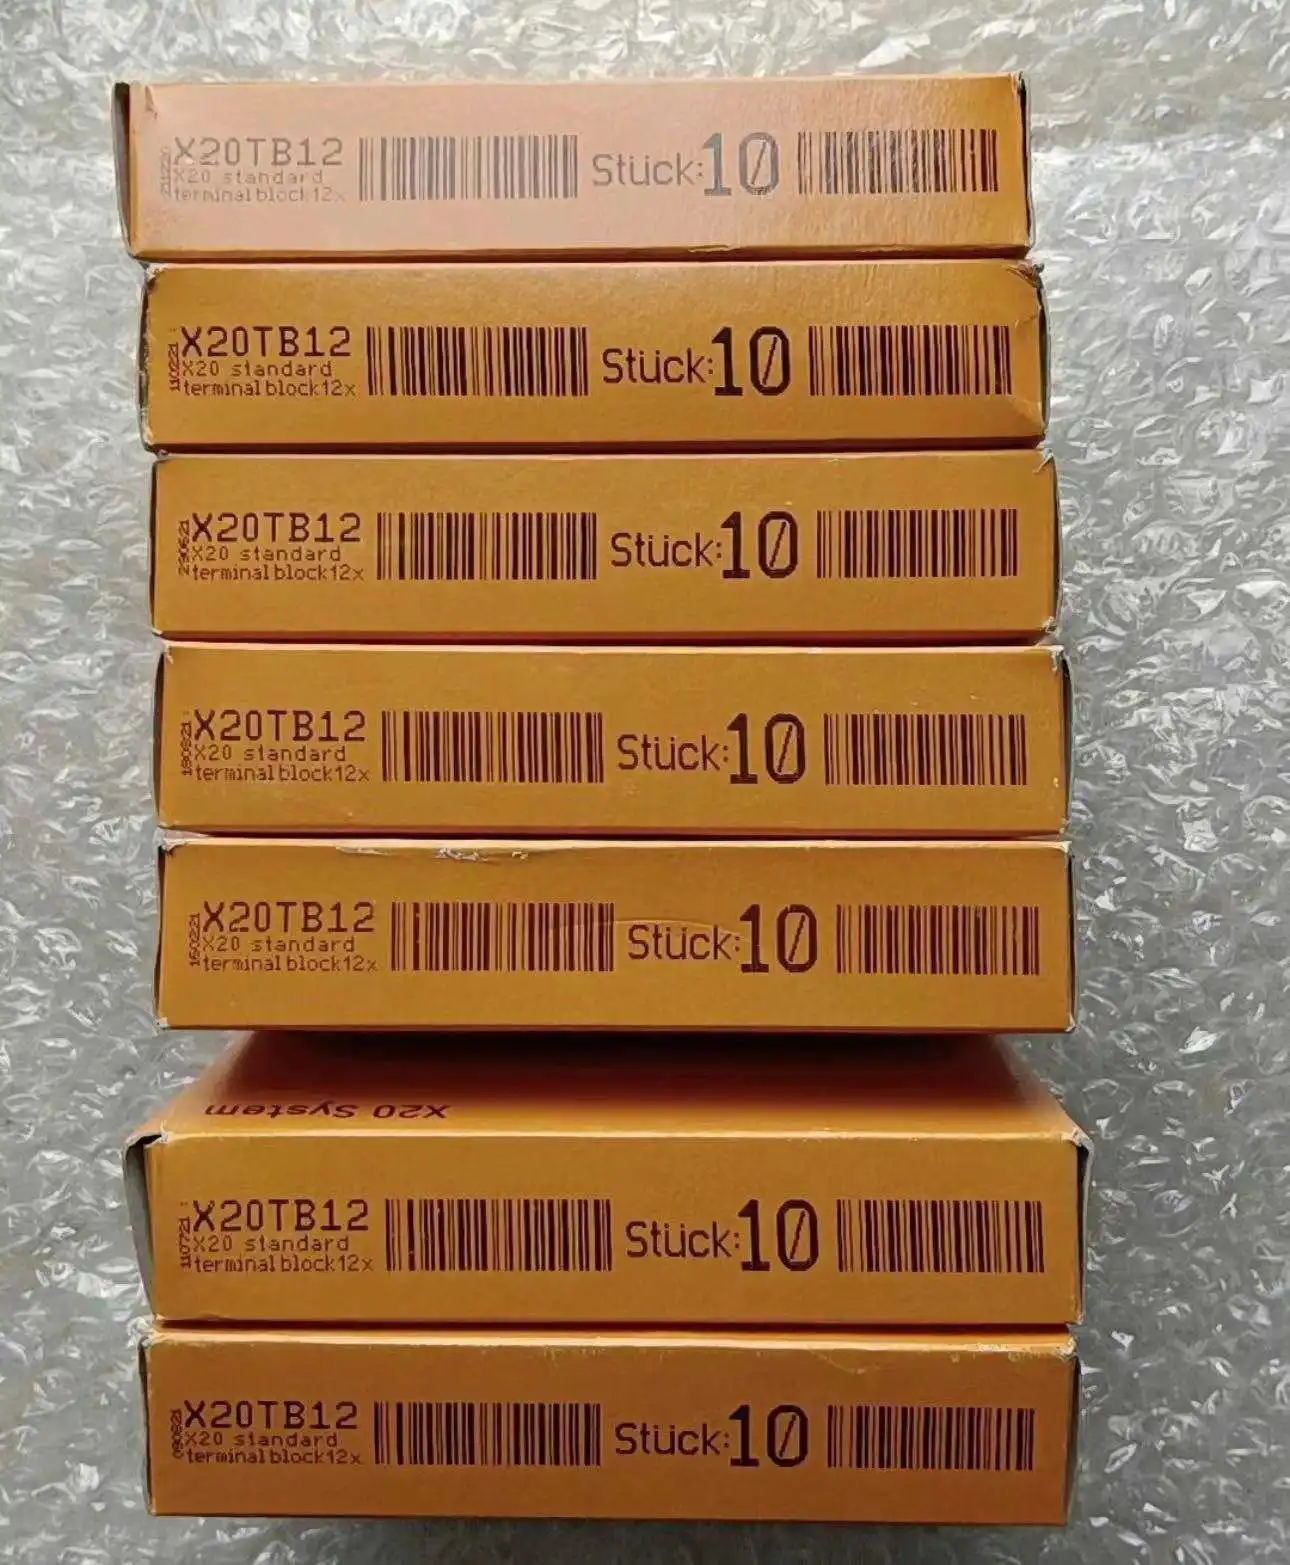 X20TB12
X20 standard
terminal block 12x
Stück: 10
110221
X20TB12
X20 standard
terminal block 12x
Stück: 10
X20TB12
X20 standard
terminal block 12x
Stück: 10
X20TB12
X20 standard
terminal block 12x
Stück: 10
150221
X20TB12
X20 standard
terminal block 12x
Stück: 10
X20 System
110721
X20TB12
X20 standard
terminal block 12x
Stück: 10
X20TB12
X20 standard
terminal block 12x
Stück: 10